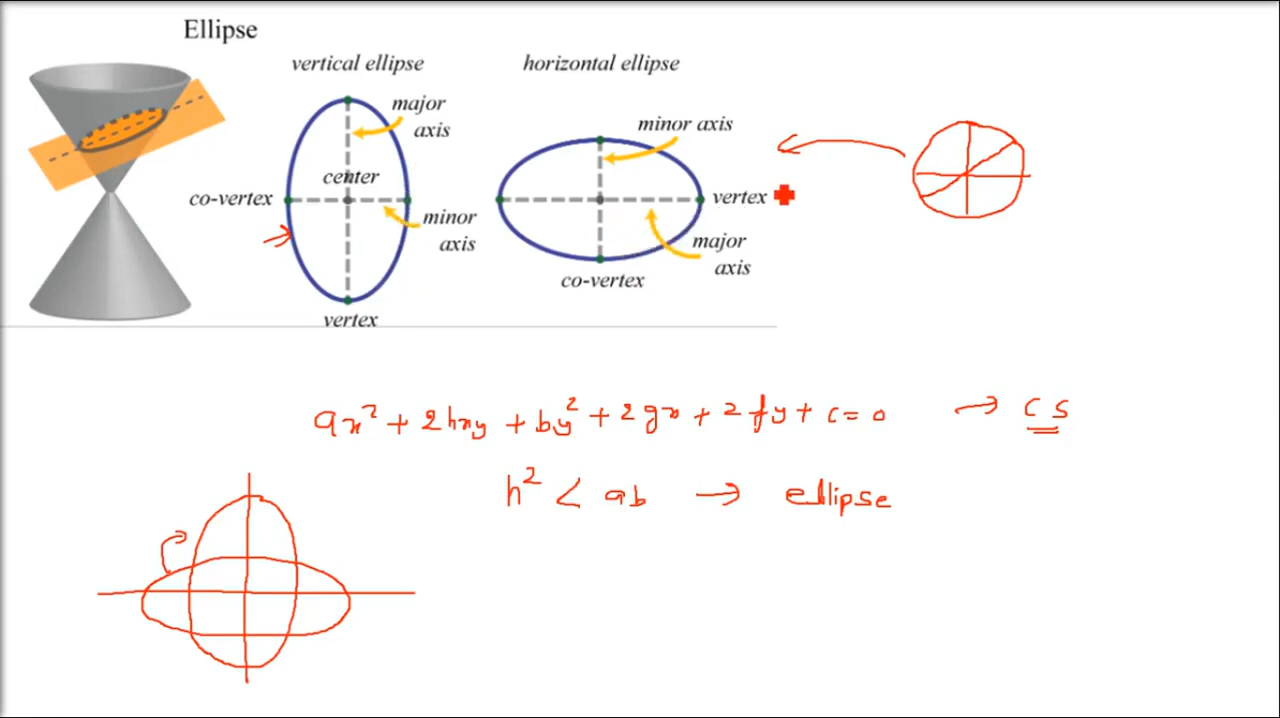 Ellipse
vertical ellipse
horizontal ellipse
major
axis
minor axis
center
co-vertex
vertex
minor
axis
major
axis
co-vertex
vertex
ax² + 2hxy + by² + 2gx + 2fy + c = 0 → CS
h² < ab → ellipse